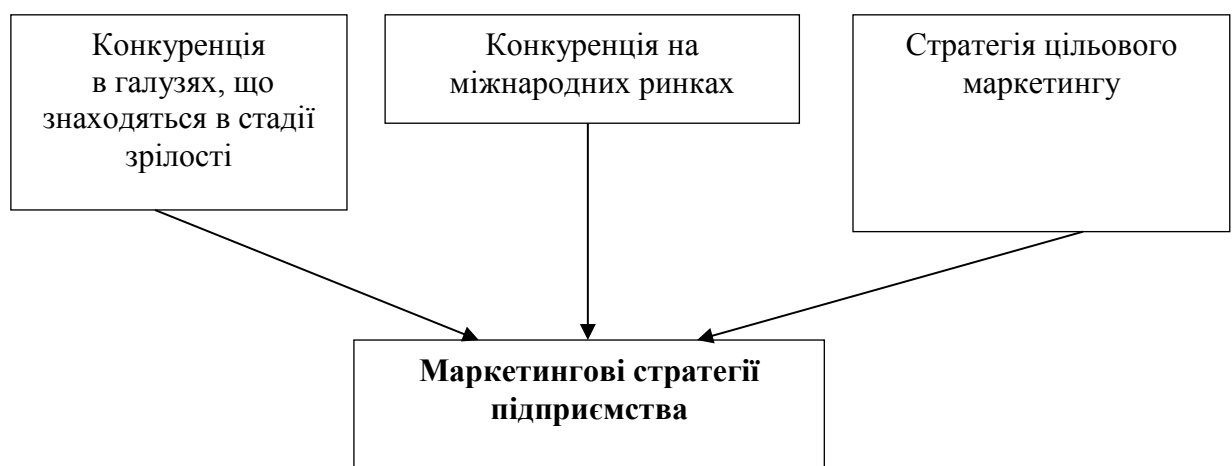 Конкуренція
в галузях, що
знаходяться в стадії
зрілості
Конкуренція на
міжнародних ринках
Стратегія цільового
маркетингу
Маркетингові стратегії
підприємства